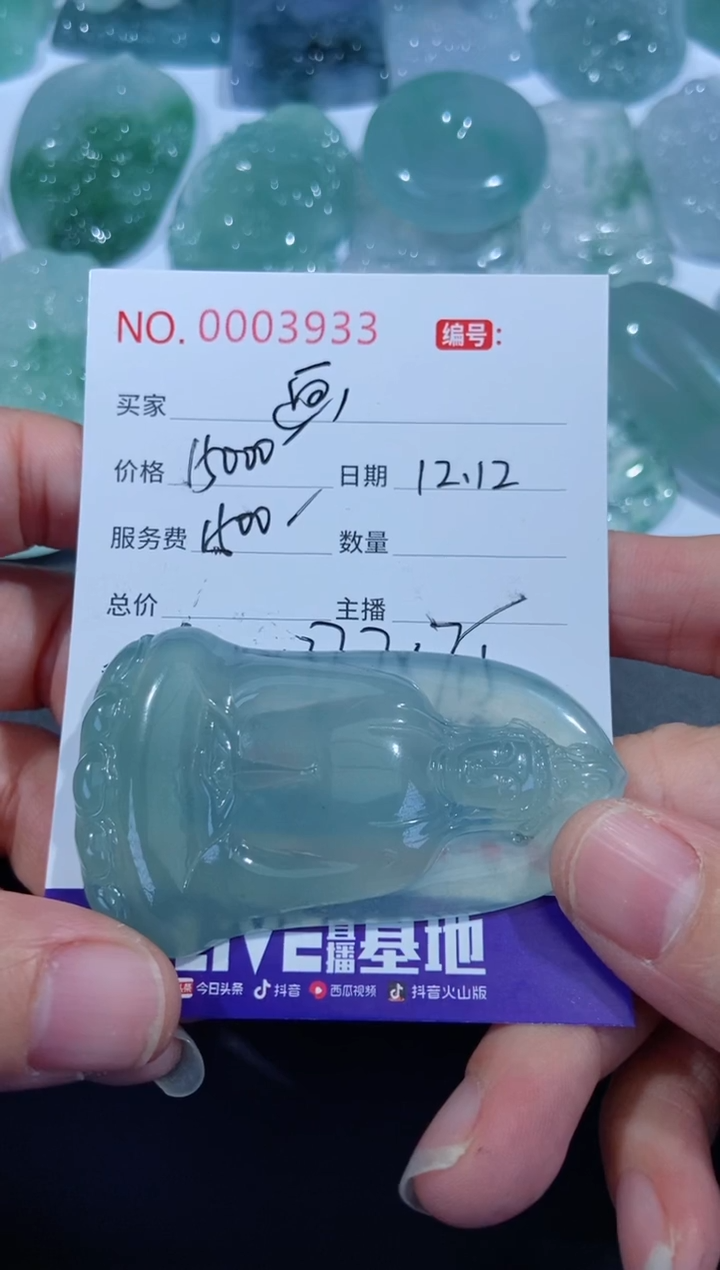 NO. 0003933 编号:
买家
价格 15000 日期 12.12
服务费 1500 数量
总价 主播
LIVE直播基地
今日头条 抖音 西瓜视频 抖音火山版